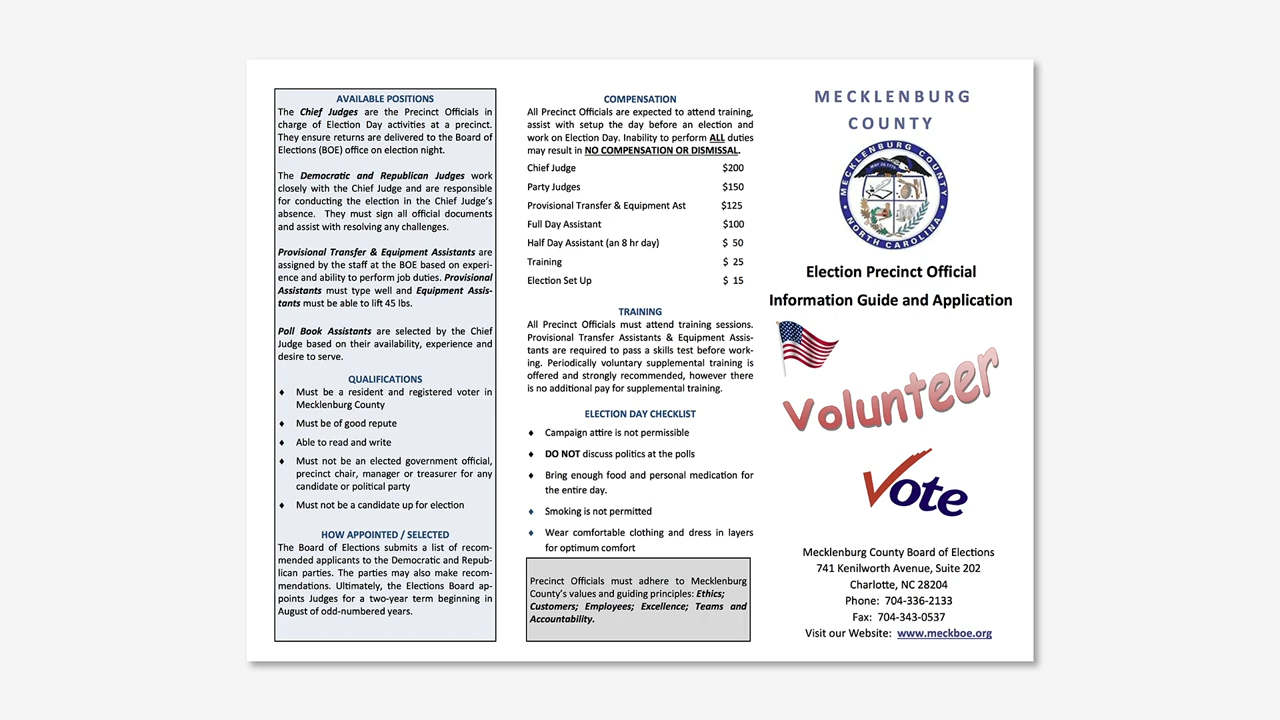 AVAILABLE POSITIONS
The Chief Judges are the Precinct Officials in
charge of Election Day activities at a precinct.
They ensure returns are delivered to the Board of
Elections (BOE) office on election night.
The Democratic and Republican Judges work
closely with the Chief Judge and are responsible
for conducting the election in the Chief Judge's
absence. They must sign all official documents
and assist with resolving any challenges.
Provisional Transfer & Equipment Assistants are
assigned by the staff at the BOE based on experi-
ence and ability to perform job duties. Provisional
Assistants must type well and Equipment Assis-
tants must be able to lift 45 lbs.
Poll Book Assistants are selected by the Chief
Judge based on their availability, experience and
desire to serve.
QUALIFICATIONS
♦ Must be a resident and registered voter in
Mecklenburg County
♦ Must be of good repute
♦ Able to read and write
♦ Must not be an elected government official,
precinct chair, manager or treasurer for any
candidate or political party
♦ Must not be a candidate up for election
HOW APPOINTED / SELECTED
The Board of Elections submits a list of recom-
mended applicants to the Democratic and Repub-
lican parties. The parties may also make recom-
mendations. Ultimately, the Elections Board ap-
points Judges for a two-year term beginning in
August of odd-numbered years.
COMPENSATION
All Precinct Officials are expected to attend training,
assist with setup the day before an election and
work on Election Day. Inability to perform ALL duties
may result in NO COMPENSATION OR DISMISSAL.
Chief Judge $200
Party Judges $150
Provisional Transfer & Equipment Ast $125
Full Day Assistant $100
Half Day Assistant (an 8 hr day) $ 50
Training $ 25
Election Set Up $ 15
TRAINING
All Precinct Officials must attend training sessions.
Provisional Transfer Assistants & Equipment Assis-
tants are required to pass a skills test before work-
ing. Periodically voluntary supplemental training is
offered and strongly recommended, however there
is no additional pay for supplemental training.
ELECTION DAY CHECKLIST
♦ Campaign attire is not permissible
♦ DO NOT discuss politics at the polls
♦ Bring enough food and personal medication for
the entire day.
♦ Smoking is not permitted
♦ Wear comfortable clothing and dress in layers
for optimum comfort
Precinct Officials must adhere to Mecklenburg
County's values and guiding principles: Ethics;
Customers; Employees; Excellence; Teams and
Accountability.
MECKLENBURG
COUNTY
MECKLENBURG COUNTY
NORTH CAROLINA
Election Precinct Official
Information Guide and Application
Volunteer
Vote
Mecklenburg County Board of Elections
741 Kenilworth Avenue, Suite 202
Charlotte, NC 28204
Phone: 704-336-2133
Fax: 704-343-0537
Visit our Website: www.meckboe.org